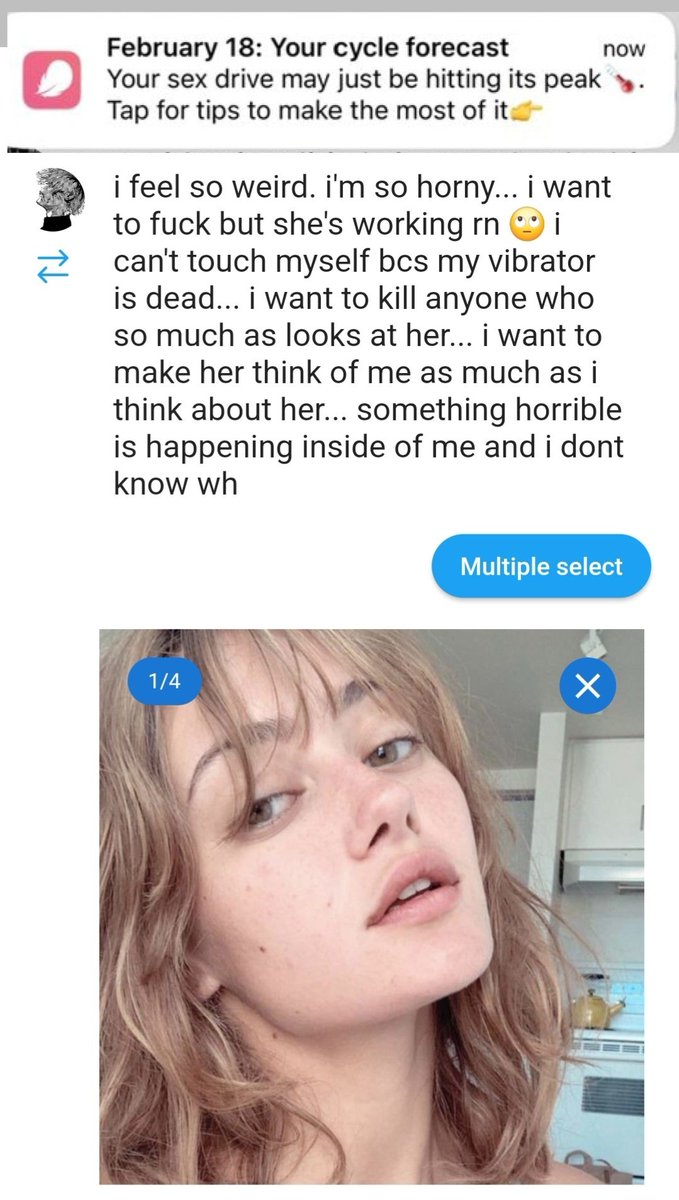 February 18: Your cycle forecast now
Your sex drive may just be hitting its peak🌡️.
Tap for tips to make the most of it👉
i feel so weird. i'm so horny... i want
to fuck but she's working rn 🙄 i
can't touch myself bcs my vibrator
is dead... i want to kill anyone who
so much as looks at her... i want to
make her think of me as much as i
think about her... something horrible
is happening inside of me and i dont
know wh
Multiple select
1/4